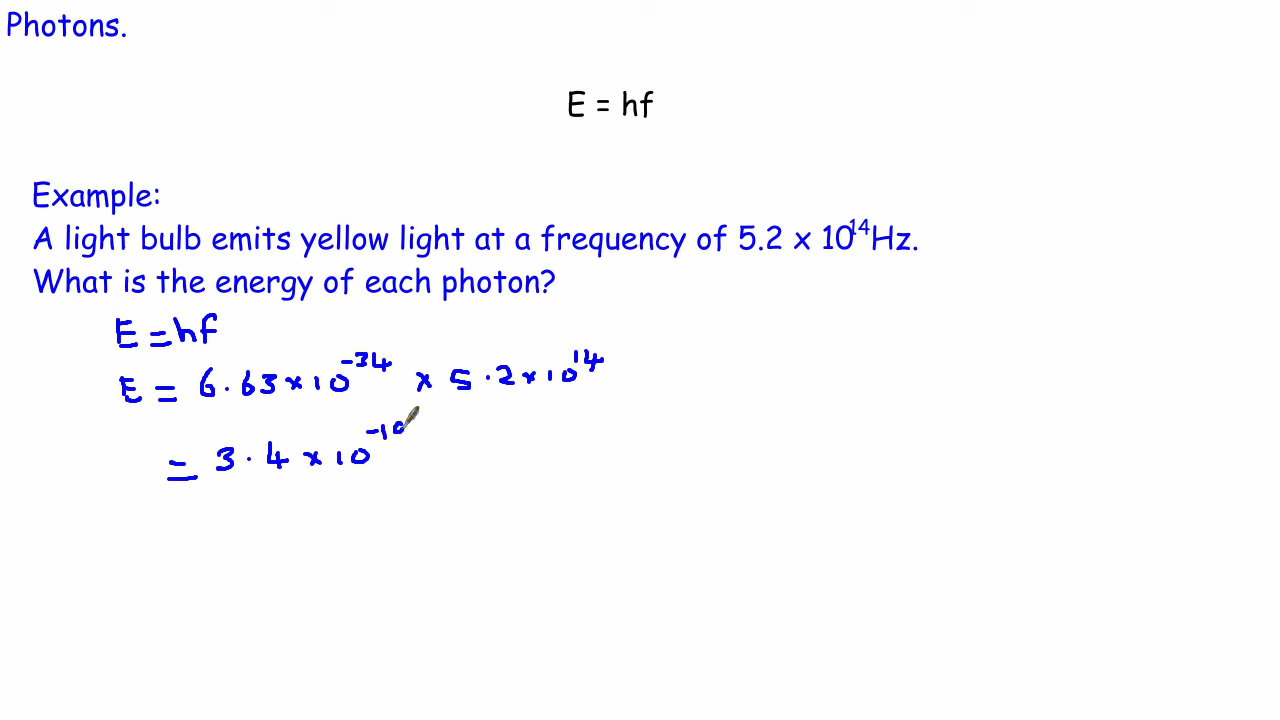 Photons.
E = hf
Example:
A light bulb emits yellow light at a frequency of 5.2 x 10¹⁴Hz.
What is the energy of each photon?
E = hf
E = 6.63 × 10⁻³⁴ × 5.2 × 10¹⁴
= 3.4 × 10⁻¹